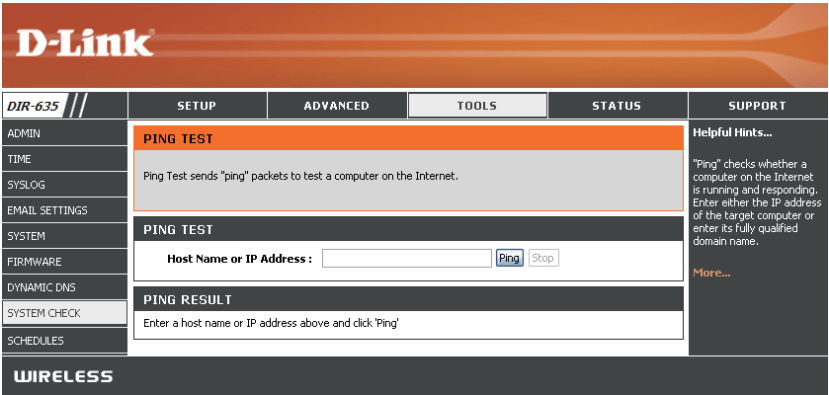 D-Link
DIR-635
SETUP
ADVANCED
TOOLS
STATUS
SUPPORT
ADMIN
TIME
SYSLOG
EMAIL SETTINGS
SYSTEM
FIRMWARE
DYNAMIC DNS
SYSTEM CHECK
SCHEDULES
PING TEST
Ping Test sends "ping" packets to test a computer on the Internet.
PING TEST
Host Name or IP Address :
Ping
Stop
PING RESULT
Enter a host name or IP address above and click 'Ping'
Helpful Hints...
"Ping" checks whether a
computer on the Internet
is running and responding.
Enter either the IP address
of the target computer or
enter its fully qualified
domain name.
More...
WIRELESS